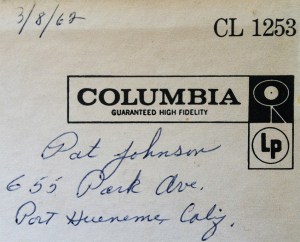 3/8/62
CL 1253
COLUMBIA
GUARANTEED HIGH FIDELITY
LP
Pat Johnson
655 Park Ave.
Port Hueneme, Calif.